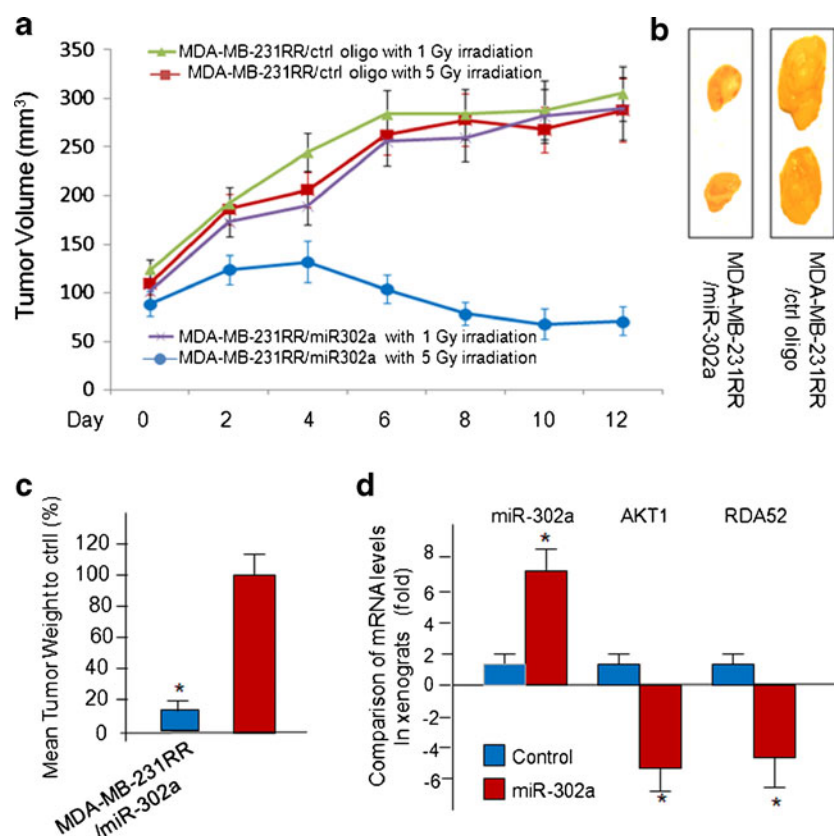 a
Tumor Volume (mm³)
350
300
250
200
150
100
50
0
MDA-MB-231RR/ctrl oligo with 1 Gy irradiation
MDA-MB-231RR/ctrl oligo with 5 Gy irradiation
MDA-MB-231RR/miR302a with 1 Gy irradiation
MDA-MB-231RR/miR302a with 5 Gy irradiation
Day 0 2 4 6 8 10 12
b
MDA-MB-231RR
/miR-302a
MDA-MB-231RR
/ctrl oligo
c
Mean Tumor Weight to ctrll (%)
120
100
80
60
40
20
0
*
MDA-MB-231RR
/miR-302a
d
miR-302a AKT1 RDA52
Comparison of mRNA levels
In xenograts (fold)
8
6
4
2
0
-2
-4
-6
*
*
*
Control
miR-302a